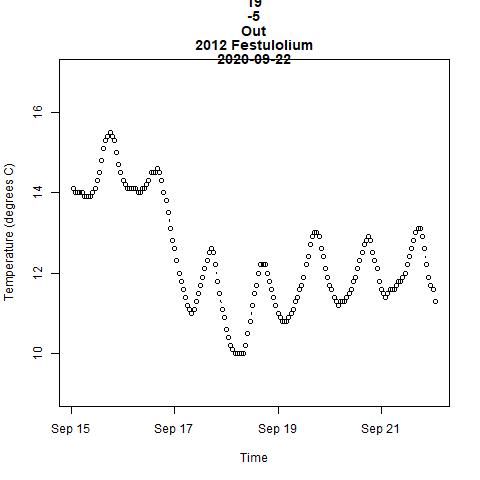 19
-5
Out
2012 Festulolium
2020-09-22
Temperature (degrees C)
16
14
12
10
Sep 15
Sep 17
Sep 19
Sep 21
Time